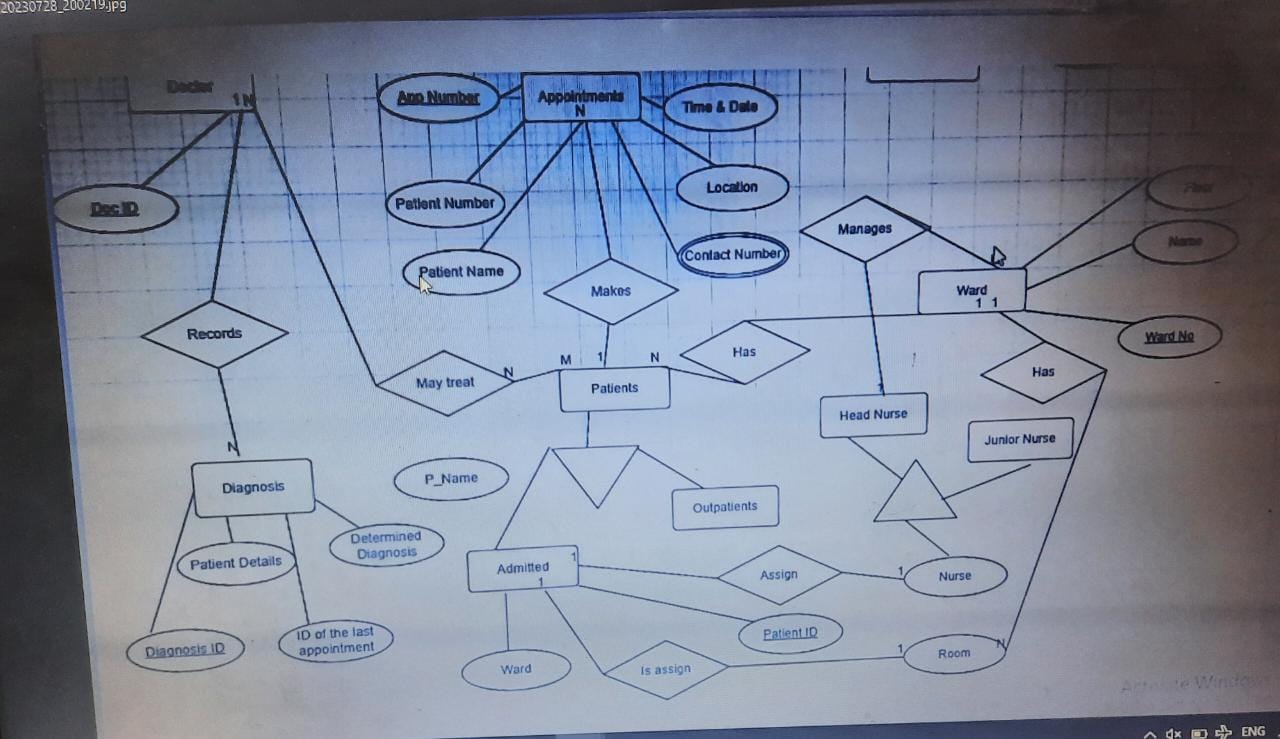 20230728_200219.jpg
Doctor
1 N
App Number
Appointments
N
Time & Date
Doc ID
Patient Number
Location
Patient Name
Contact Number
Manages
Floor
Name
Makes
Ward
1 1
Ward No
Records
May treat
N
M
1
N
Has
Has
Patients
1
Head Nurse
Junior Nurse
N
Diagnosis
P_Name
Outpatients
Determined
Diagnosis
Patient Details
Admitted
1
1
Assign
1
Nurse
Diagnosis ID
ID of the last
appointment
Patient ID
Ward
Is assign
1
Room
N
Activate Windows
ENG